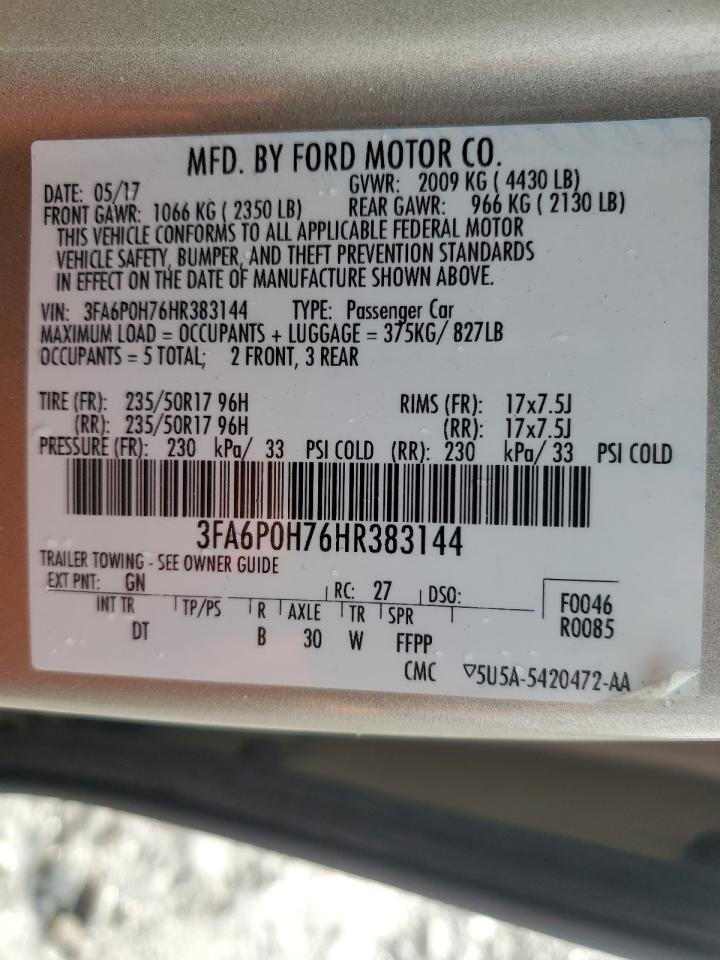 MFD. BY FORD MOTOR CO.
DATE: 05/17 GVWR: 2009 KG ( 4430 LB)
FRONT GAWR: 1066 KG ( 2350 LB) REAR GAWR: 966 KG ( 2130 LB)
THIS VEHICLE CONFORMS TO ALL APPLICABLE FEDERAL MOTOR
VEHICLE SAFETY, BUMPER, AND THEFT PREVENTION STANDARDS
IN EFFECT ON THE DATE OF MANUFACTURE SHOWN ABOVE.
VIN: 3FA6P0H76HR383144 TYPE: Passenger Car
MAXIMUM LOAD = OCCUPANTS + LUGGAGE = 375KG/ 827LB
OCCUPANTS = 5 TOTAL; 2 FRONT, 3 REAR
TIRE (FR): 235/50R17 96H RIMS (FR): 17x7.5J
(RR): 235/50R17 96H (RR): 17x7.5J
PRESSURE (FR): 230 kPa/ 33 PSI COLD (RR): 230 kPa/ 33 PSI COLD
3FA6P0H76HR383144
TRAILER TOWING - SEE OWNER GUIDE
EXT PNT: GN RC: 27 DSO:
INT TR TP/PS R AXLE TR SPR F0046
DT B 30 W FFPP R0085
CMC ▽5U5A-5420472-AA